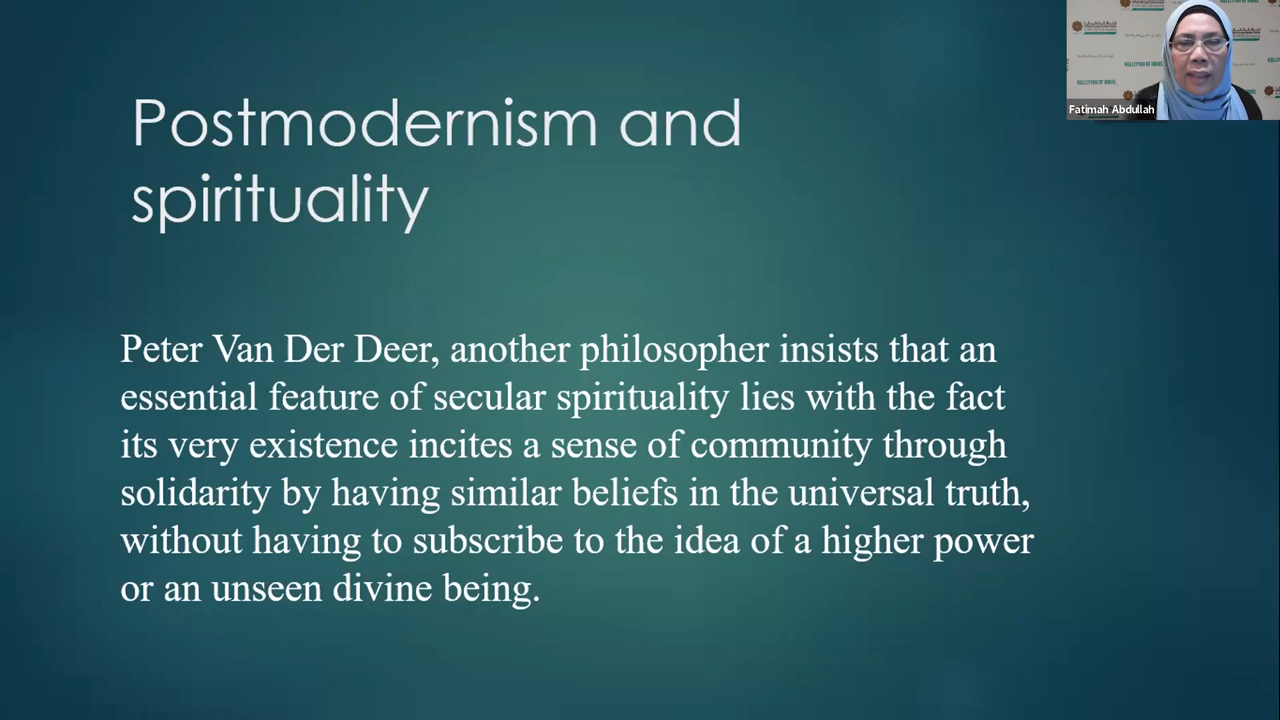 Postmodernism and
spirituality
Peter Van Der Deer, another philosopher insists that an
essential feature of secular spirituality lies with the fact
its very existence incites a sense of community through
solidarity by having similar beliefs in the universal truth,
without having to subscribe to the idea of a higher power
or an unseen divine being.
Fatimah Abdullah